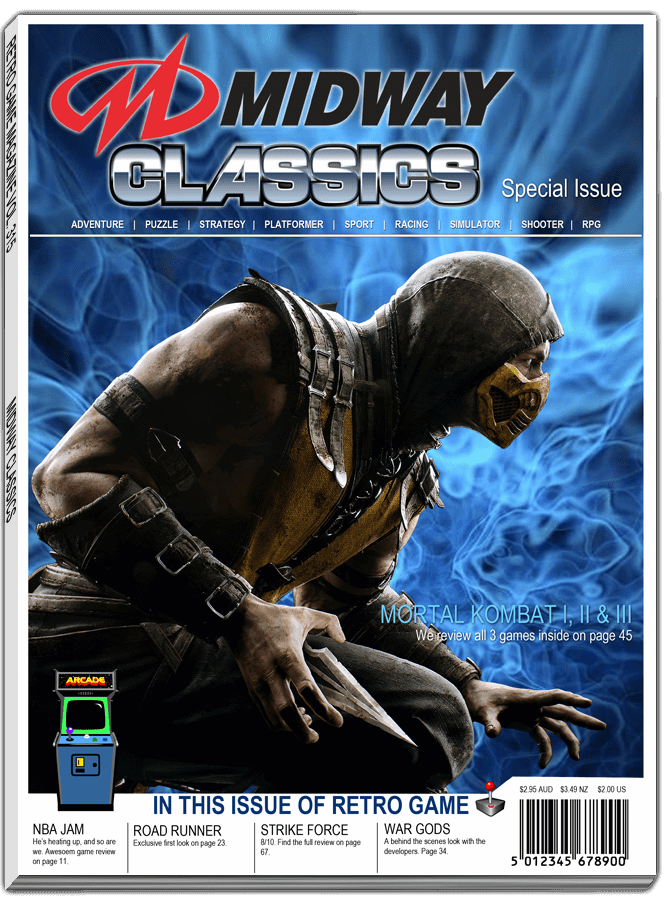 MIDWAY
CLASSICS
Special Issue
ADVENTURE | PUZZLE | STRATEGY | PLATFORMER | SPORT | RACING | SIMULATOR | SHOOTER | RPG
MORTAL KOMBAT I, II & III
We review all 3 games inside on page 45
ARCADE
IN THIS ISSUE OF RETRO GAME
$2.95 AUD $3.49 NZ $2.00 US
NBA JAM
He's heating up, and so are
we. Awesoem game review
on page 11.
ROAD RUNNER
Exclusive first look on page 23.
STRIKE FORCE
8/10. Find the full review on page
67.
WAR GODS
A behind the scenes look with the
developers. Page 34.
5 012345 678900
MIDWAY CLASSICS